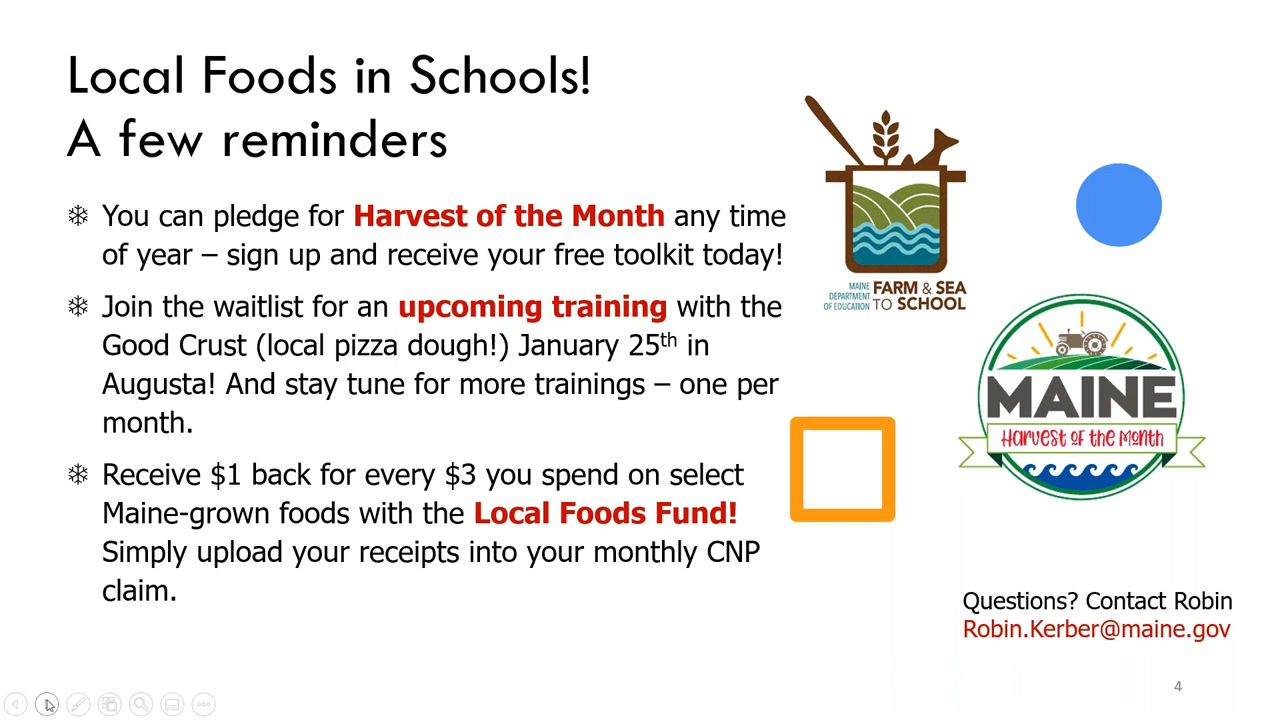 Local Foods in Schools!
A few reminders
You can pledge for Harvest of the Month any time
of year – sign up and receive your free toolkit today!
Join the waitlist for an upcoming training with the
Good Crust (local pizza dough!) January 25th in
Augusta! And stay tune for more trainings – one per
month.
Receive $1 back for every $3 you spend on select
Maine-grown foods with the Local Foods Fund!
Simply upload your receipts into your monthly CNP
claim.
MAINE
DEPARTMENT
OF EDUCATION
FARM & SEA
TO SCHOOL
MAINE
Harvest of the Month
Questions? Contact Robin
Robin.Kerber@maine.gov
4